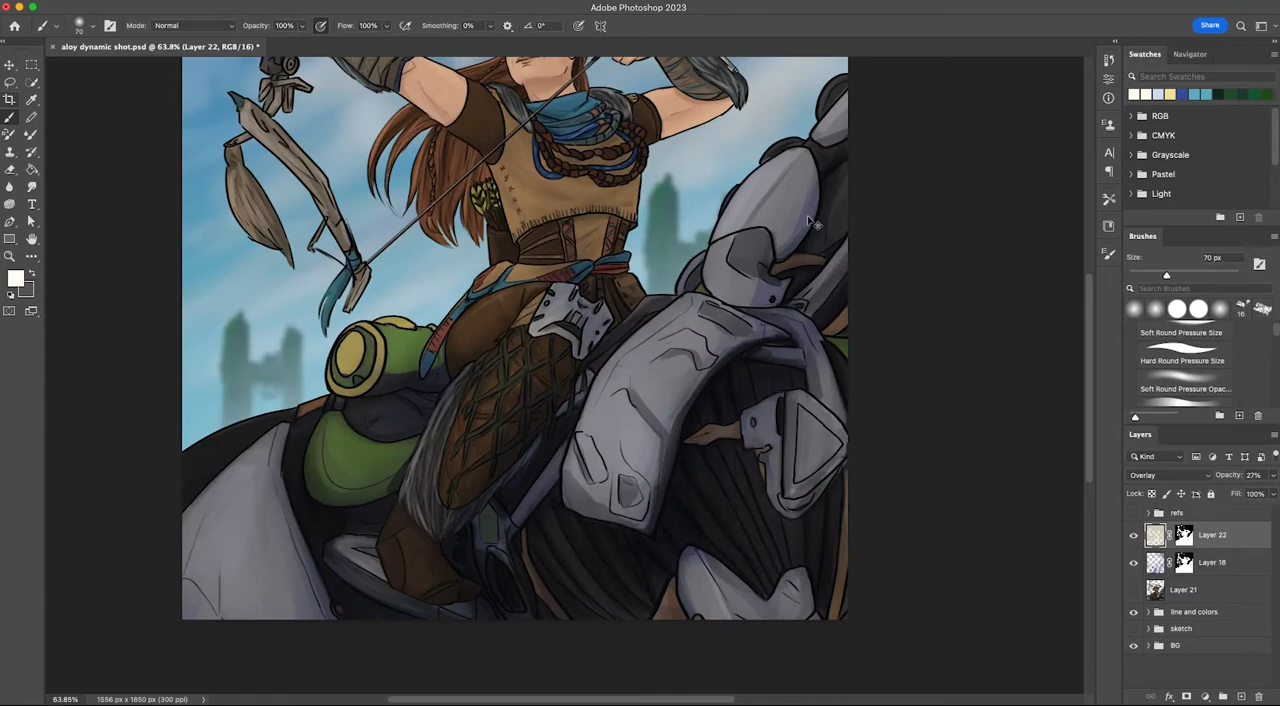 Adobe Photoshop 2023
70
Mode: Normal
Opacity: 100%
Flow: 100%
Smoothing: 0%
0°
Share
× aloy dynamic shot.psd @ 63.8% (Layer 22, RGB/16) *
Swatches
Navigator
Search Swatches
RGB
CMYK
Grayscale
Pastel
Light
Brushes
Size:
70 px
Search Brushes
16
Soft Round Pressure Size
Hard Round Pressure Size
Soft Round Pressure Opac...
Layers
Kind
Overlay
Opacity: 27%
Lock:
Fill: 100%
refs
Layer 22
Layer 18
Layer 21
line and colors
sketch
BG
63.85%
1556 px x 1850 px (300 ppi)